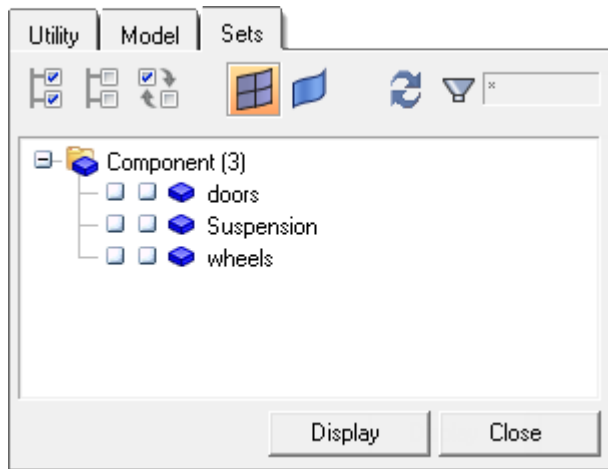 Utility Model Sets
*
Component (3)
doors
Suspension
wheels
Display Close